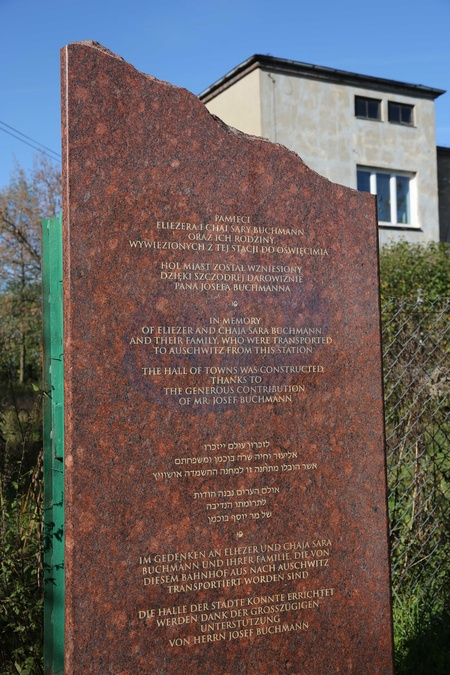 PAMIĘCI
ELIEZERA I CHAI SARY BUCHMANN
ORAZ ICH RODZINY,
WYWIEZIONYCH Z TEJ STACJI DO OŚWIĘCIMIA
HOL MIAST ZOSTAŁ WZNIESIONY
DZIĘKI SZCZODREJ DAROWIŹNIE
PANA JOSEFA BUCHMANNA
IN MEMORY
OF ELIEZER AND CHAJA SARA BUCHMANN
AND THEIR FAMILY, WHO WERE TRANSPORTED
TO AUSCHWITZ FROM THIS STATION
THE HALL OF TOWNS WAS CONSTRUCTED
THANKS TO
THE GENEROUS CONTRIBUTION
OF MR. JOSEF BUCHMANN
לזכרון עולם ייזכרו
אליעזר וחיה שרה בוכמן ומשפחתם
אשר הובלו מתחנה זו למחנה ההשמדה אושוויץ
אולם הערים נבנה הודות
לתרומתו הנדיבה
של מר יוסף בוכמן
IM GEDENKEN AN ELIEZER UND CHAJA SARA
BUCHMANN UND IHRER FAMILIE, DIE VON
DIESEM BAHNHOF AUS NACH AUSCHWITZ
TRANSPORTIERT WORDEN SIND
DIE HALLE DER STÄDTE KONNTE ERRICHTET
WERDEN DANK DER GROSSZÜGIGEN
UNTERSTÜTZUNG
VON HERRN JOSEF BUCHMANN